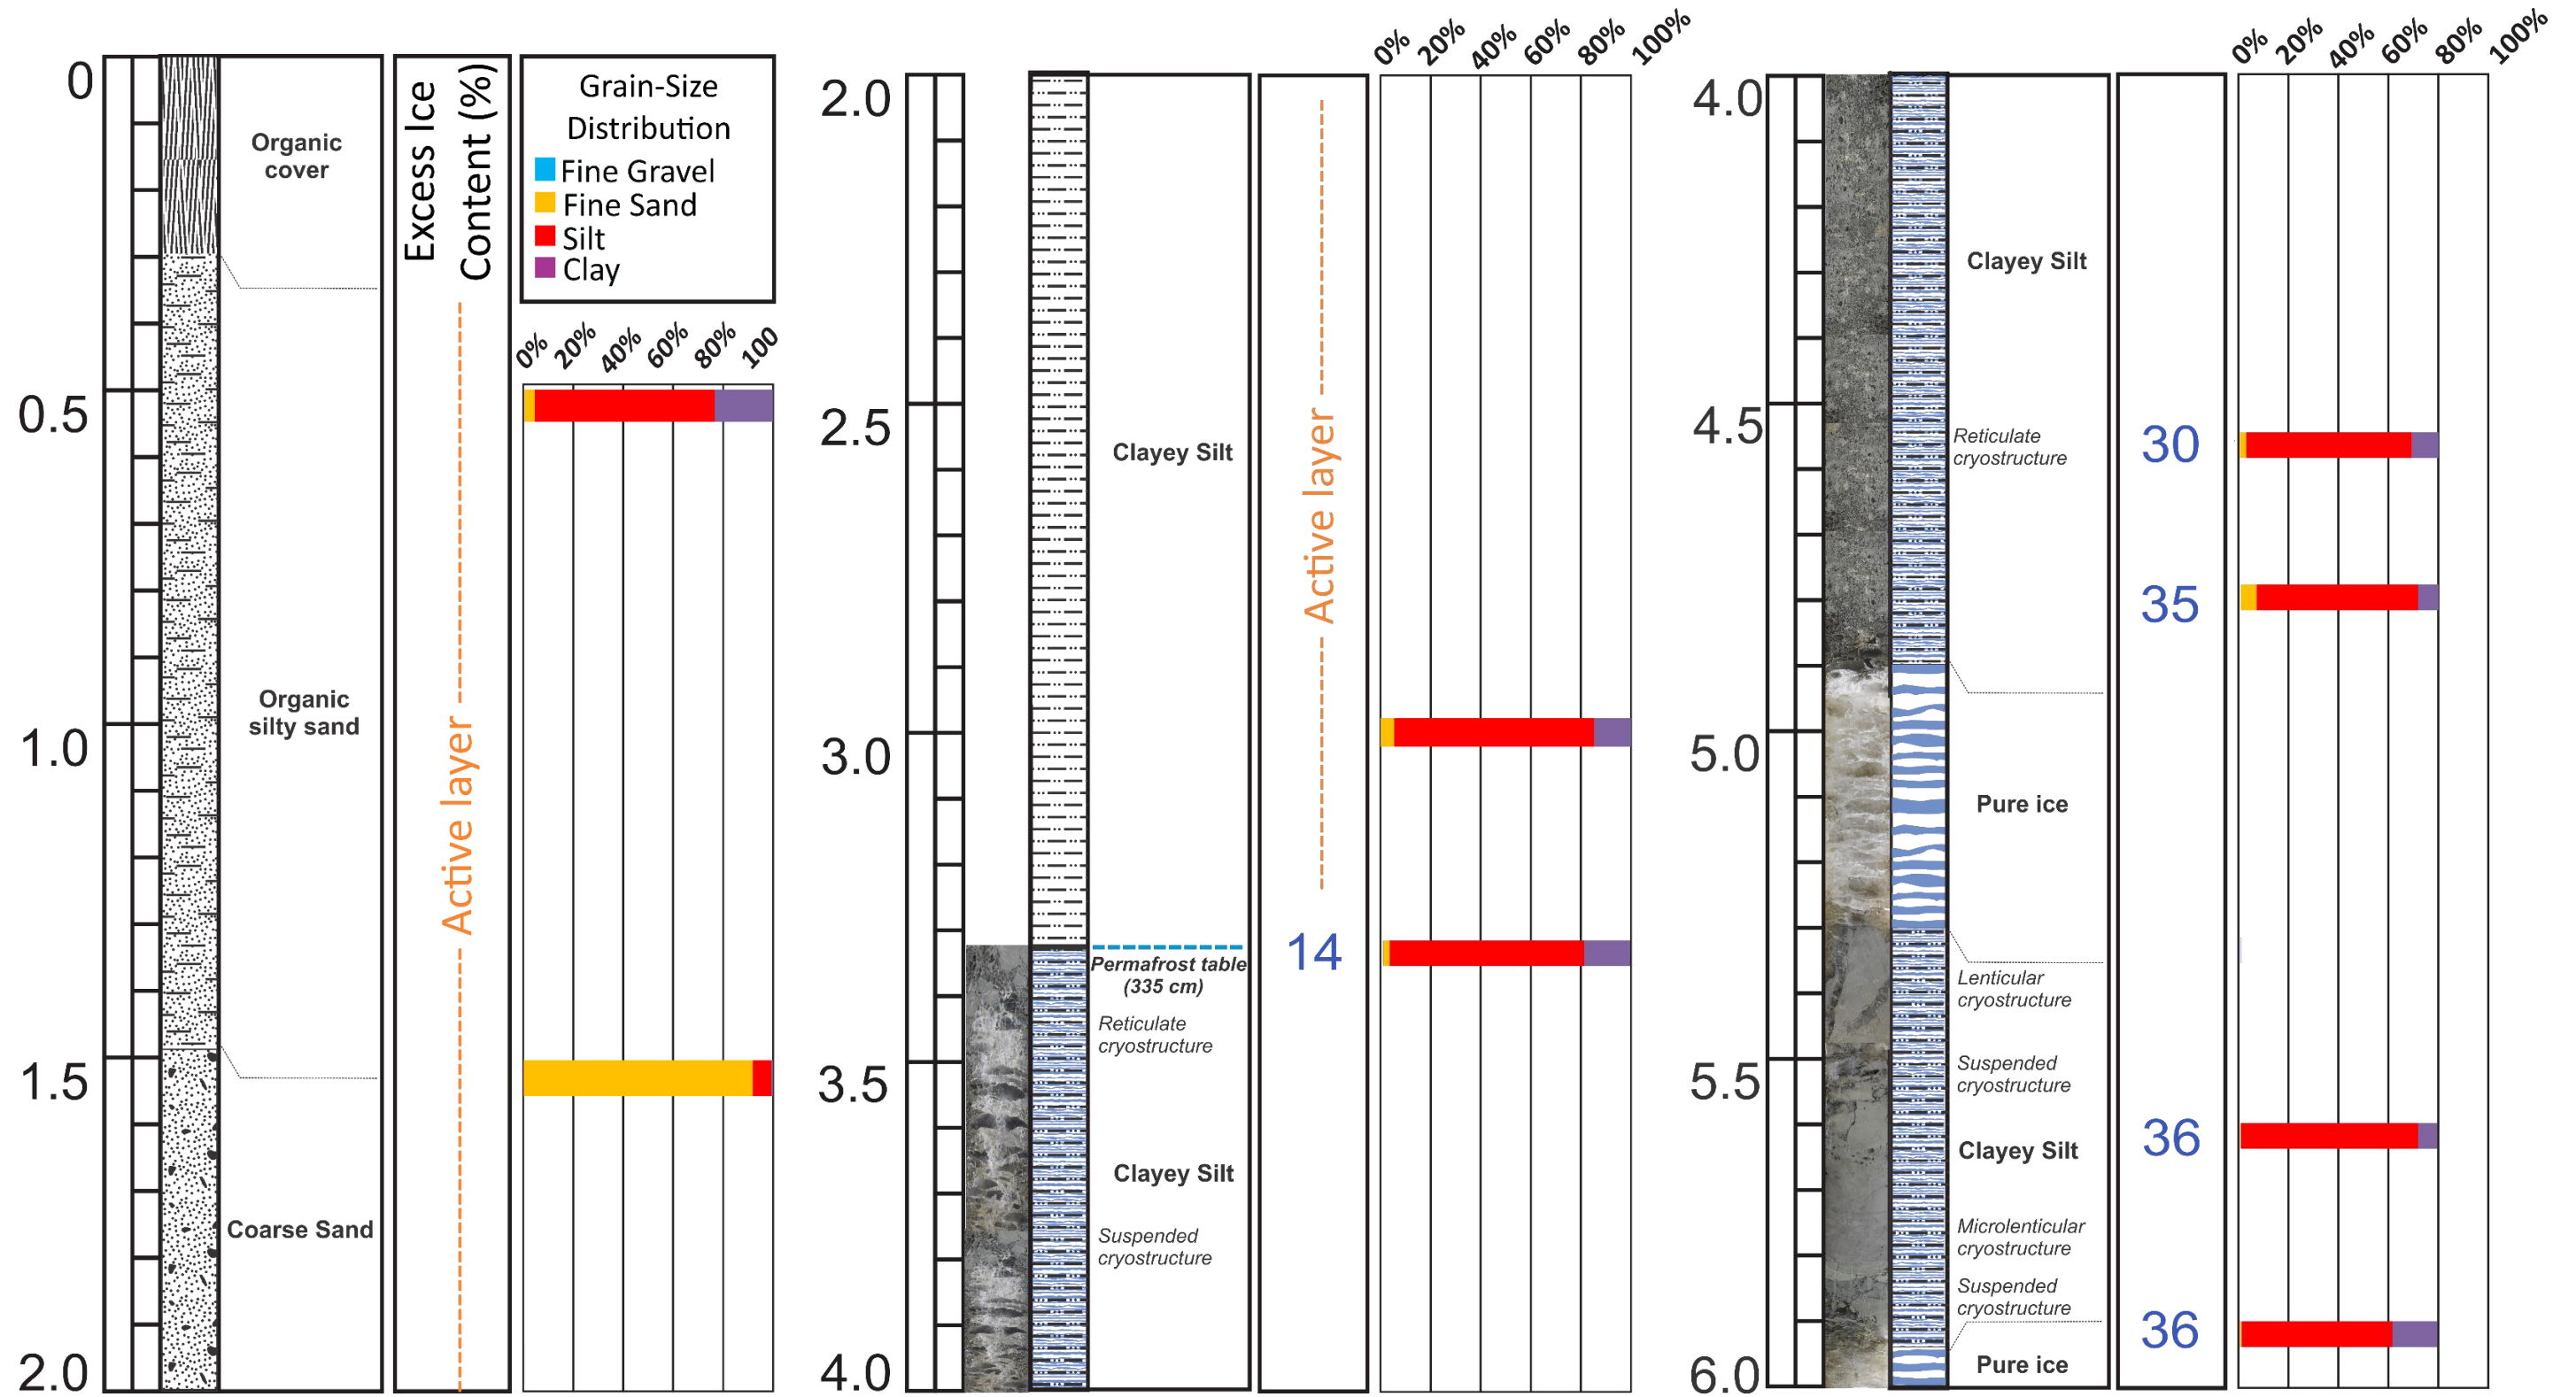 0
0.5
1.0
1.5
2.0
Organic
cover
Organic
silty sand
Coarse Sand
Excess Ice
Content (%)
Active layer
Grain-Size
Distribution
Fine Gravel
Fine Sand
Silt
Clay
0% 20% 40% 60% 80% 100
2.0
2.5
3.0
3.5
4.0
Clayey Silt
Permafrost table
(335 cm)
Reticulate
cryostructure
Clayey Silt
Suspended
cryostructure
Active layer
14
0% 20% 40% 60% 80% 100%
4.0
4.5
5.0
5.5
6.0
Clayey Silt
Reticulate
cryostructure
Pure ice
Lenticular
cryostructure
Suspended
cryostructure
Clayey Silt
Microlenticular
cryostructure
Suspended
cryostructure
Pure ice
30
35
36
36
0% 20% 40% 60% 80% 100%